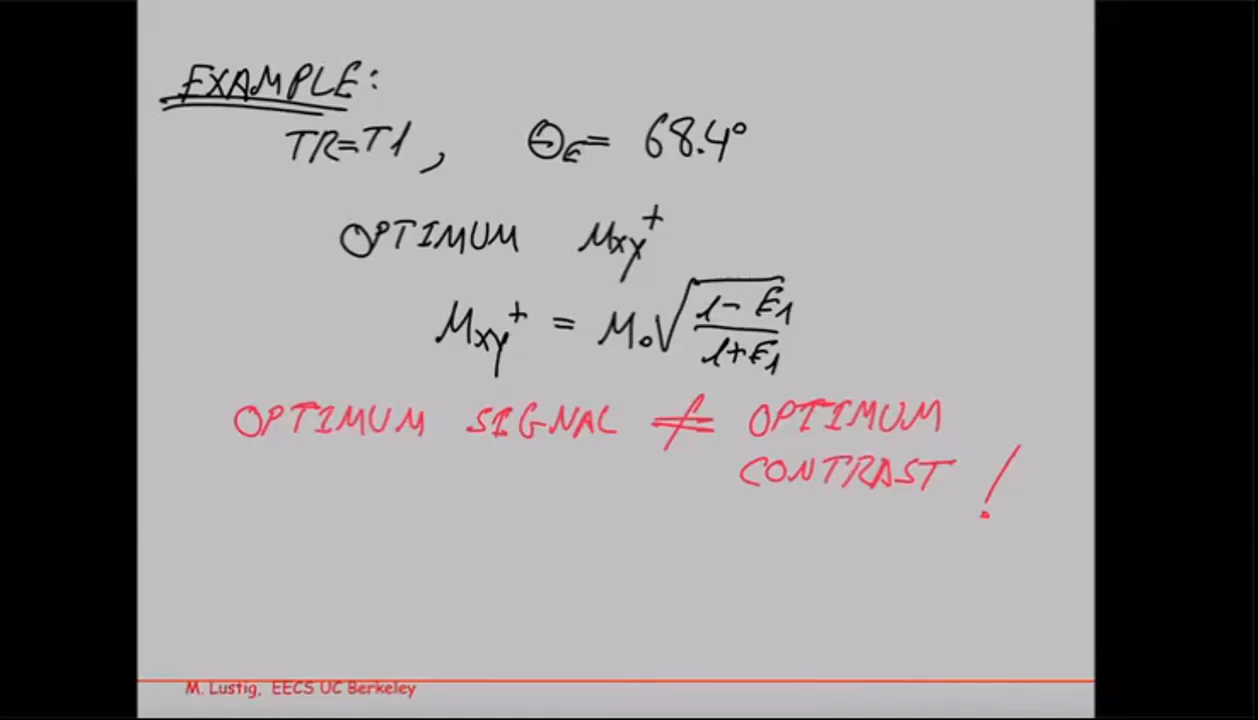 EXAMPLE:
TR=T1, ΘE= 68.4°
OPTIMUM Mxy⁺
Mxy⁺ = M₀√((1-E₁)/(1+E₁))
OPTIMUM SIGNAL ≠ OPTIMUM
CONTRAST !
M. Lustig, EECS UC Berkeley